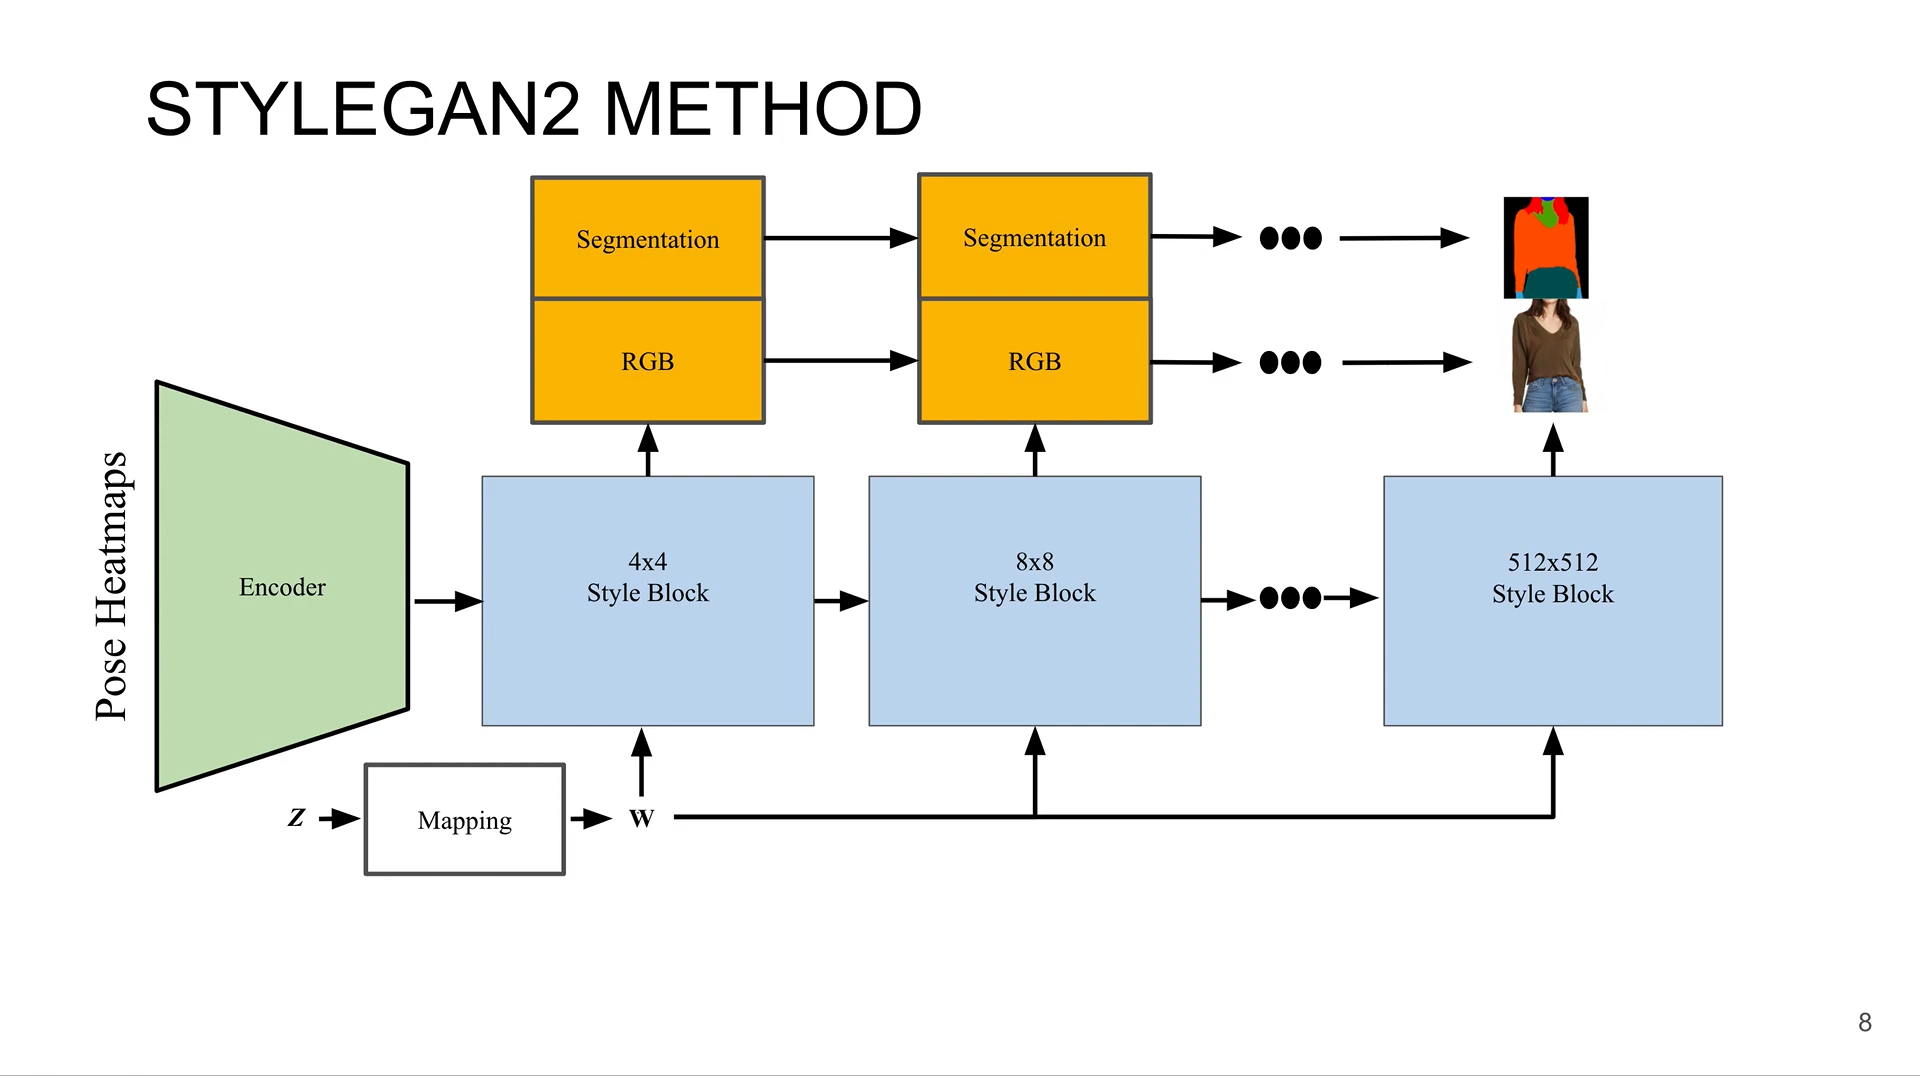 STYLEGAN2 METHOD
Segmentation
Segmentation
RGB
RGB
Pose Heatmaps
Encoder
4x4
Style Block
8x8
Style Block
512x512
Style Block
Z
Mapping
W
8